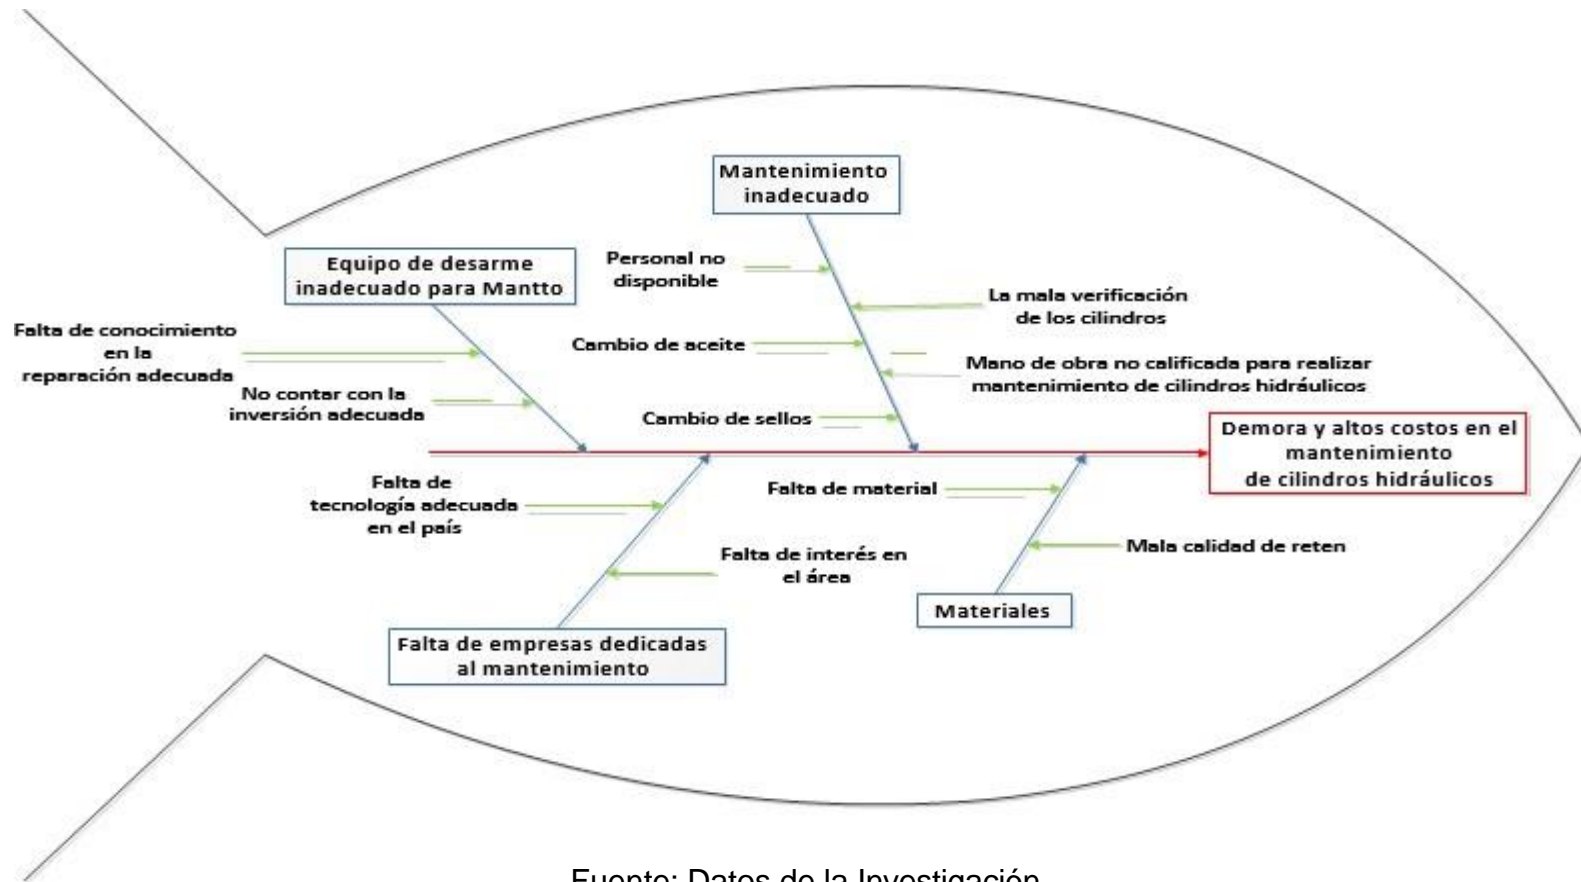 Mantenimiento
inadecuado
Equipo de desarme
inadecuado para Mantto
Personal no
disponible
La mala verificación
de los cilindros
Falta de conocimiento
en la
reparación adecuada
Cambio de aceite
Mano de obra no calificada para realizar
mantenimiento de cilindros hidráulicos
No contar con la
inversión adecuada
Cambio de sellos
Demora y altos costos en el
mantenimiento
de cilindros hidráulicos
Falta de
tecnología adecuada
en el país
Falta de material
Falta de interés en
el área
Mala calidad de reten
Materiales
Falta de empresas dedicadas
al mantenimiento
Fuente: Datos de la Investigación